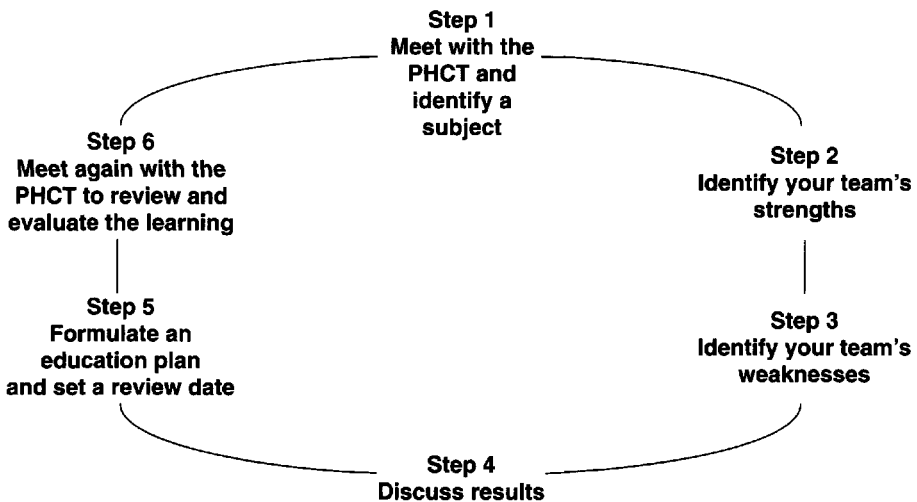 Step 1
Meet with the
PHCT and
identify a
subject
Step 2
Identify your team's
strengths
Step 3
Identify your team's
weaknesses
Step 4
Discuss results
Step 5
Formulate an
education plan
and set a review date
Step 6
Meet again with the
PHCT to review and
evaluate the learning